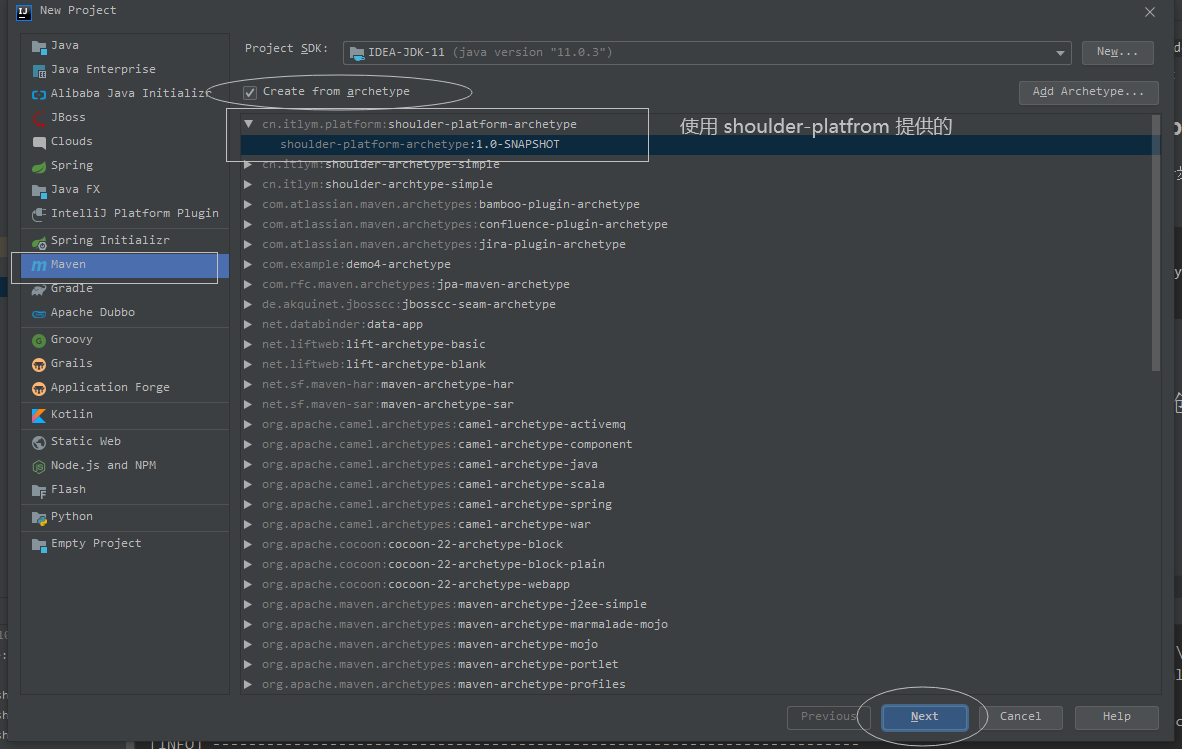 New Project
Java
Java Enterprise
Alibaba Java Initializr
JBoss
Clouds
Spring
Java FX
IntelliJ Platform Plugin
Spring Initializr
Maven
Gradle
Apache Dubbo
Groovy
Grails
Application Forge
Kotlin
Static Web
Node.js and NPM
Flash
Python
Empty Project
Project SDK:
IDEA-JDK-11 (java version "11.0.3")
New...
Create from archetype
Add Archetype...
cn.itlym.platform:shoulder-platform-archetype
使用 shoulder-platfrom 提供的
shoulder-platform-archetype:1.0-SNAPSHOT
cn.itlym:shoulder-archetype-simple
cn.itlym:shoulder-archtype-simple
com.atlassian.maven.archetypes:bamboo-plugin-archetype
com.atlassian.maven.archetypes:confluence-plugin-archetype
com.atlassian.maven.archetypes:jira-plugin-archetype
com.example:demo4-archetype
com.rfc.maven.archetypes:jpa-maven-archetype
de.akquinet.jbosscc:jbosscc-seam-archetype
net.databinder:data-app
net.liftweb:lift-archetype-basic
net.liftweb:lift-archetype-blank
net.sf.maven-har:maven-archetype-har
net.sf.maven-sar:maven-archetype-sar
org.apache.camel.archetypes:camel-archetype-activemq
org.apache.camel.archetypes:camel-archetype-component
org.apache.camel.archetypes:camel-archetype-java
org.apache.camel.archetypes:camel-archetype-scala
org.apache.camel.archetypes:camel-archetype-spring
org.apache.camel.archetypes:camel-archetype-war
org.apache.cocoon:cocoon-22-archetype-block
org.apache.cocoon:cocoon-22-archetype-block-plain
org.apache.cocoon:cocoon-22-archetype-webapp
org.apache.maven.archetypes:maven-archetype-j2ee-simple
org.apache.maven.archetypes:maven-archetype-marmalade-mojo
org.apache.maven.archetypes:maven-archetype-mojo
org.apache.maven.archetypes:maven-archetype-portlet
org.apache.maven.archetypes:maven-archetype-profiles
Previous
Next
Cancel
Help